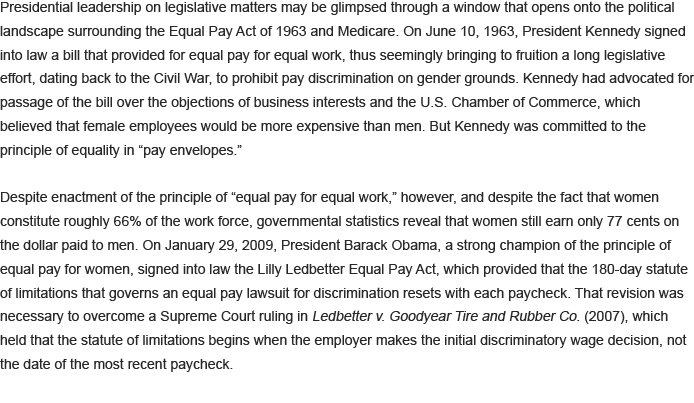 Presidential leadership on legislative matters may be glimpsed through a window that opens onto the political
landscape surrounding the Equal Pay Act of 1963 and Medicare. On June 10, 1963, President Kennedy signed
into law a bill that provided for equal pay for equal work, thus seemingly bringing to fruition a long legislative
effort, dating back to the Civil War, to prohibit pay discrimination on gender grounds. Kennedy had advocated for
passage of the bill over the objections of business interests and the U.S. Chamber of Commerce, which
believed that female employees would be more expensive than men. But Kennedy was committed to the
principle of equality in “pay envelopes.”
Despite enactment of the principle of “equal pay for equal work,” however, and despite the fact that women
constitute roughly 66% of the work force, governmental statistics reveal that women still earn only 77 cents on
the dollar paid to men. On January 29, 2009, President Barack Obama, a strong champion of the principle of
equal pay for women, signed into law the Lilly Ledbetter Equal Pay Act, which provided that the 180-day statute
of limitations that governs an equal pay lawsuit for discrimination resets with each paycheck. That revision was
necessary to overcome a Supreme Court ruling in Ledbetter v. Goodyear Tire and Rubber Co. (2007), which
held that the statute of limitations begins when the employer makes the initial discriminatory wage decision, not
the date of the most recent paycheck.